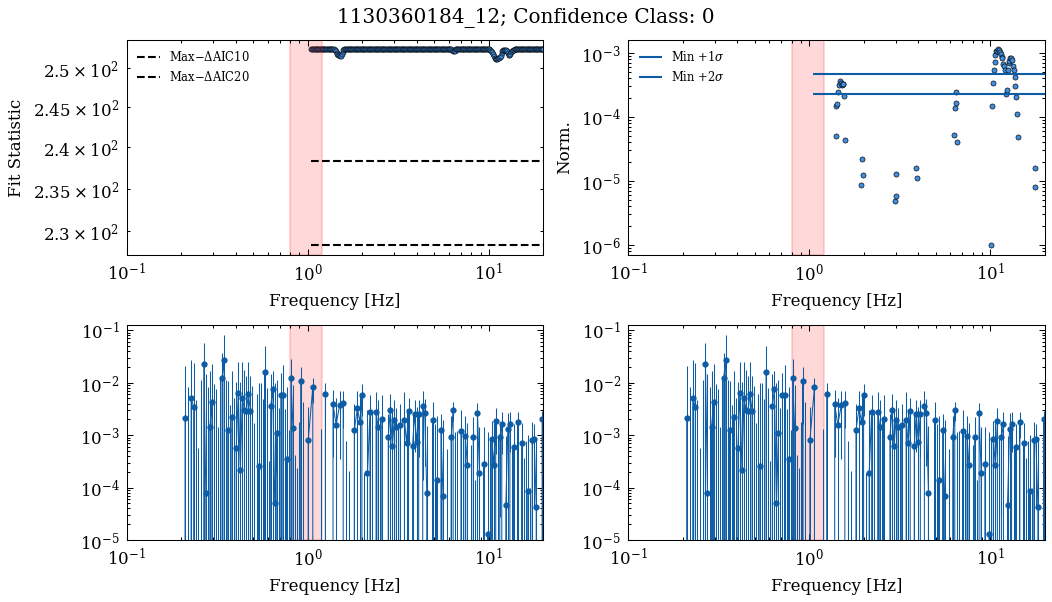 1130360184_12; Confidence Class: 0
Max−ΔAIC10
Max−ΔAIC20
Fit Statistic
2.55 × 10²
2.45 × 10²
2.4 × 10²
2.35 × 10²
2.3 × 10²
10⁻¹
10⁰
10¹
Frequency [Hz]
Min +1σ
Min +2σ
Norm.
10⁻³
10⁻⁴
10⁻⁵
10⁻⁶
10⁻¹
10⁰
10¹
Frequency [Hz]
10⁻¹
10⁻²
10⁻³
10⁻⁴
10⁻⁵
10⁻¹
10⁰
10¹
Frequency [Hz]
10⁻¹
10⁻²
10⁻³
10⁻⁴
10⁻⁵
10⁻¹
10⁰
10¹
Frequency [Hz]